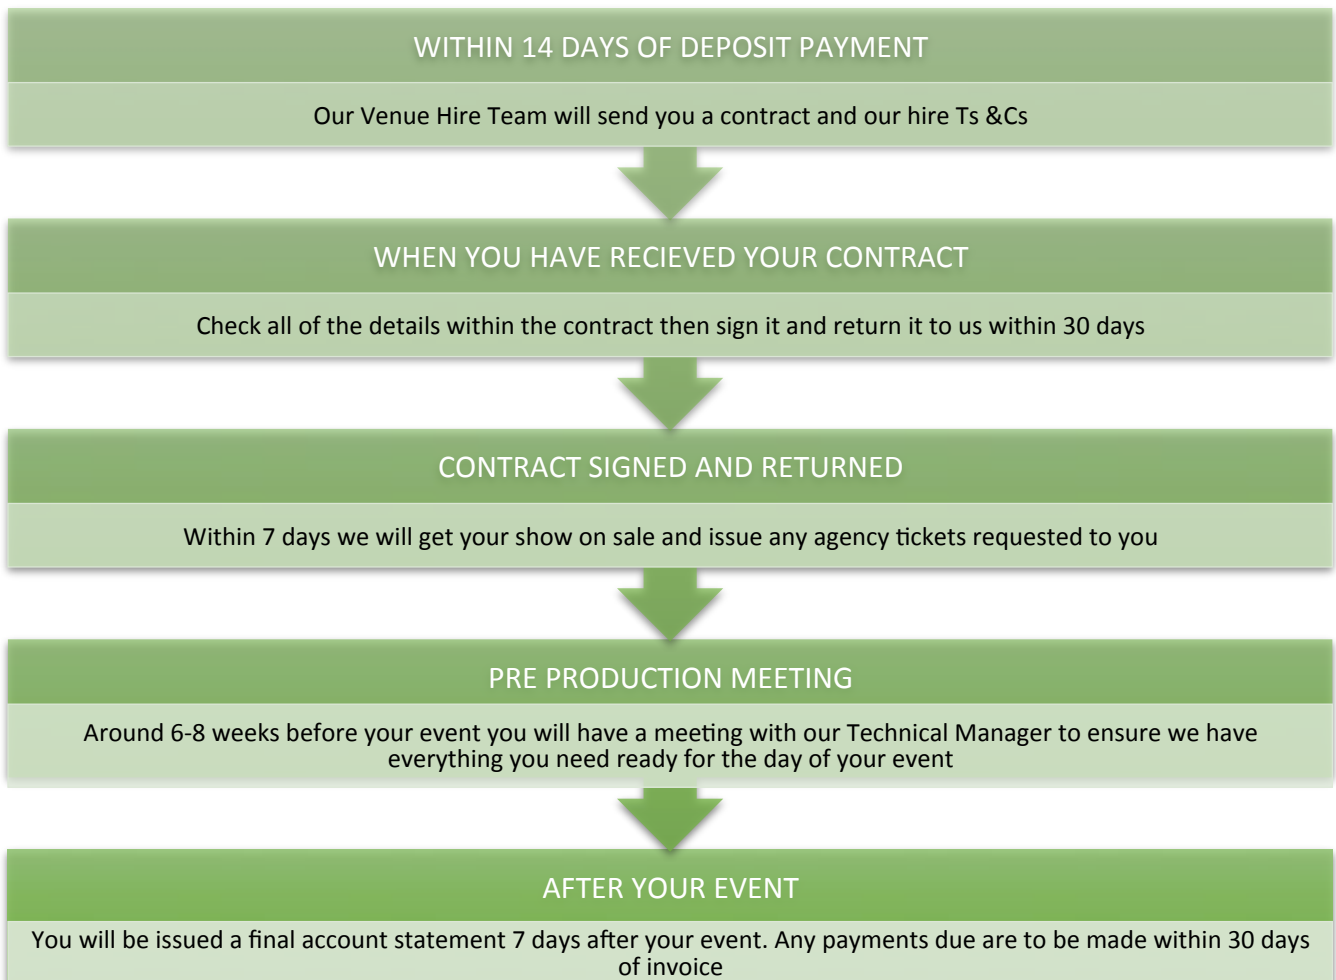 WITHIN 14 DAYS OF DEPOSIT PAYMENT
Our Venue Hire Team will send you a contract and our hire Ts &Cs
WHEN YOU HAVE RECIEVED YOUR CONTRACT
Check all of the details within the contract then sign it and return it to us within 30 days
CONTRACT SIGNED AND RETURNED
Within 7 days we will get your show on sale and issue any agency tickets requested to you
PRE PRODUCTION MEETING
Around 6-8 weeks before your event you will have a meeting with our Technical Manager to ensure we have
everything you need ready for the day of your event
AFTER YOUR EVENT
You will be issued a final account statement 7 days after your event. Any payments due are to be made within 30 days
of invoice